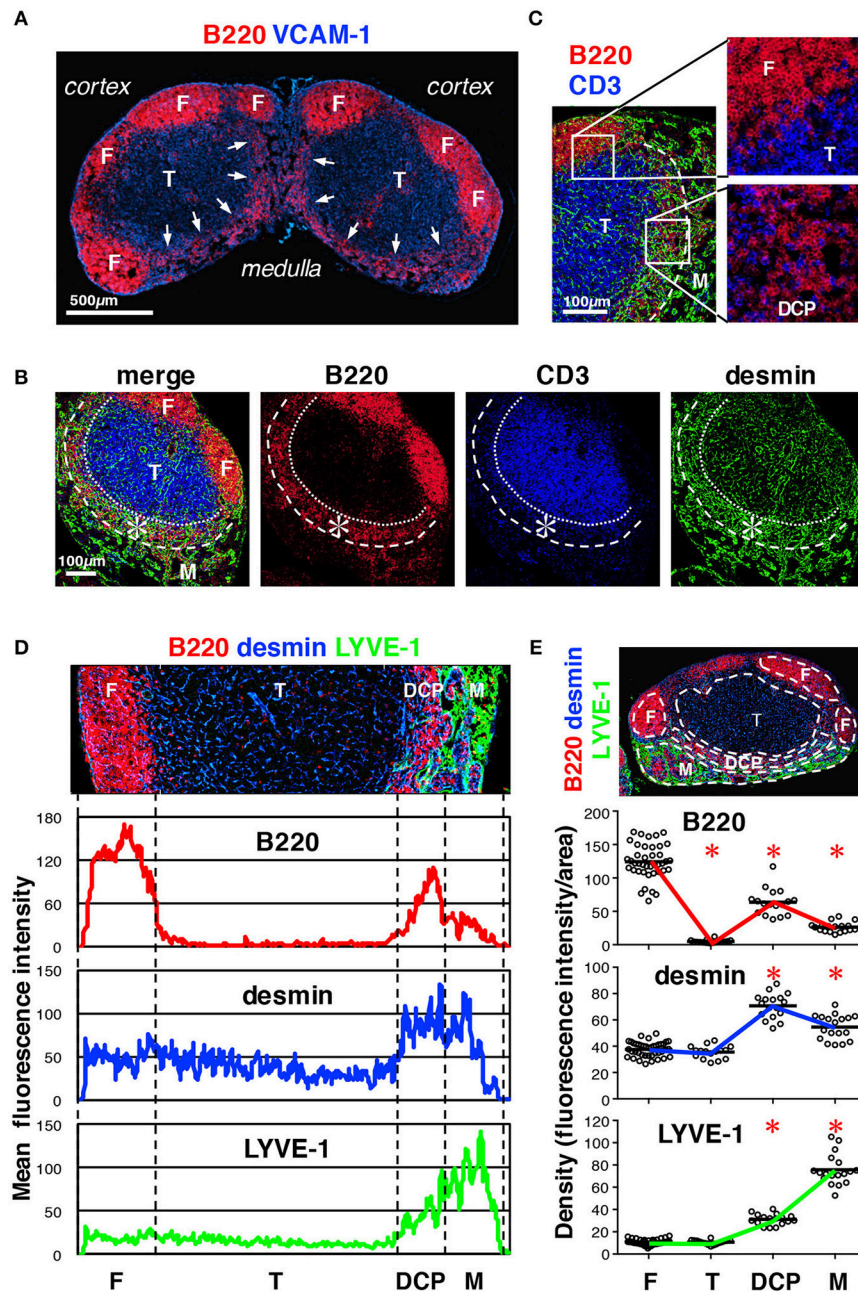 A
B220 VCAM-1
cortex
cortex
F
F
F
F
F
F
F
T
T
medulla
500µm
C
B220
CD3
F
T
T
M
DCP
100µm
B
merge
B220
CD3
desmin
F
F
T
*
*
*
*
M
100µm
D
B220 desmin LYVE-1
F
T
DCP
M
Mean fluorescence intensity
180
120
60
0
B220
150
100
50
0
desmin
150
100
50
0
LYVE-1
F
T
DCP
M
E
B220 desmin
LYVE-1
F
F
F
T
DCP
M
Density (fluorescence intensity/area)
200
150
100
50
0
B220
*
*
*
100
80
60
40
20
0
desmin
*
*
120
100
80
60
40
20
0
LYVE-1
*
*
F
T
DCP
M